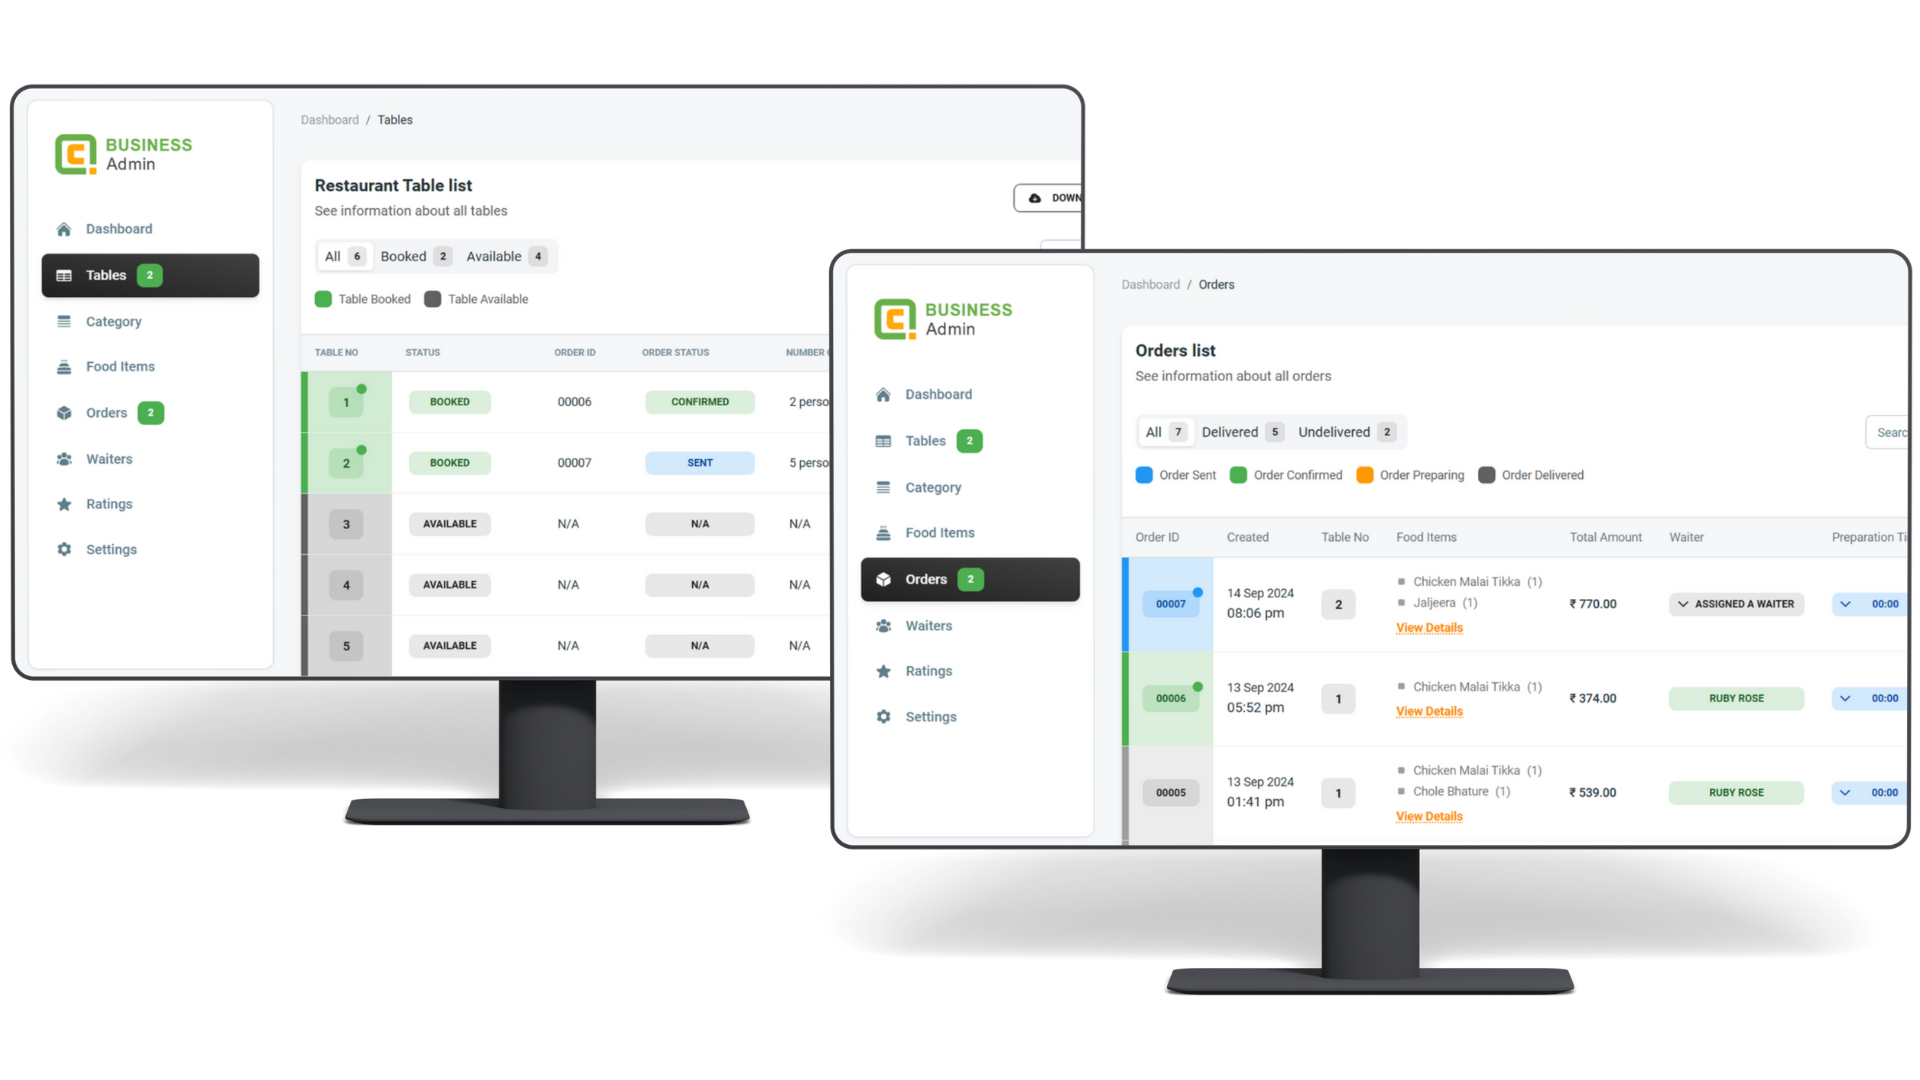 BUSINESS
Admin
Dashboard
Tables 2
Category
Food Items
Orders 2
Waiters
Ratings
Settings
Dashboard / Tables
Restaurant Table list
See information about all tables
DOWN
All 6 Booked 2 Available 4
Table Booked Table Available
TABLE NO STATUS ORDER ID ORDER STATUS NUMBER
1 BOOKED 00006 CONFIRMED 2 perso
2 BOOKED 00007 SENT 5 perso
3 AVAILABLE N/A N/A N/A
4 AVAILABLE N/A N/A N/A
5 AVAILABLE N/A N/A N/A
BUSINESS
Admin
Dashboard
Tables 2
Category
Food Items
Orders 2
Waiters
Ratings
Settings
Dashboard / Orders
Orders list
See information about all orders
All 7 Delivered 5 Undelivered 2
Searc
Order Sent Order Confirmed Order Preparing Order Delivered
Order ID Created Table No Food Items Total Amount Waiter Preparation Ti
00007 14 Sep 2024 08:06 pm 2 Chicken Malai Tikka (1) ₹ 770.00 ASSIGNED A WAITER 00:00
Jaljeera (1)
View Details
00006 13 Sep 2024 05:52 pm 1 Chicken Malai Tikka (1) ₹ 374.00 RUBY ROSE 00:00
View Details
00005 13 Sep 2024 01:41 pm 1 Chicken Malai Tikka (1) ₹ 539.00 RUBY ROSE 00:00
Chole Bhature (1)
View Details